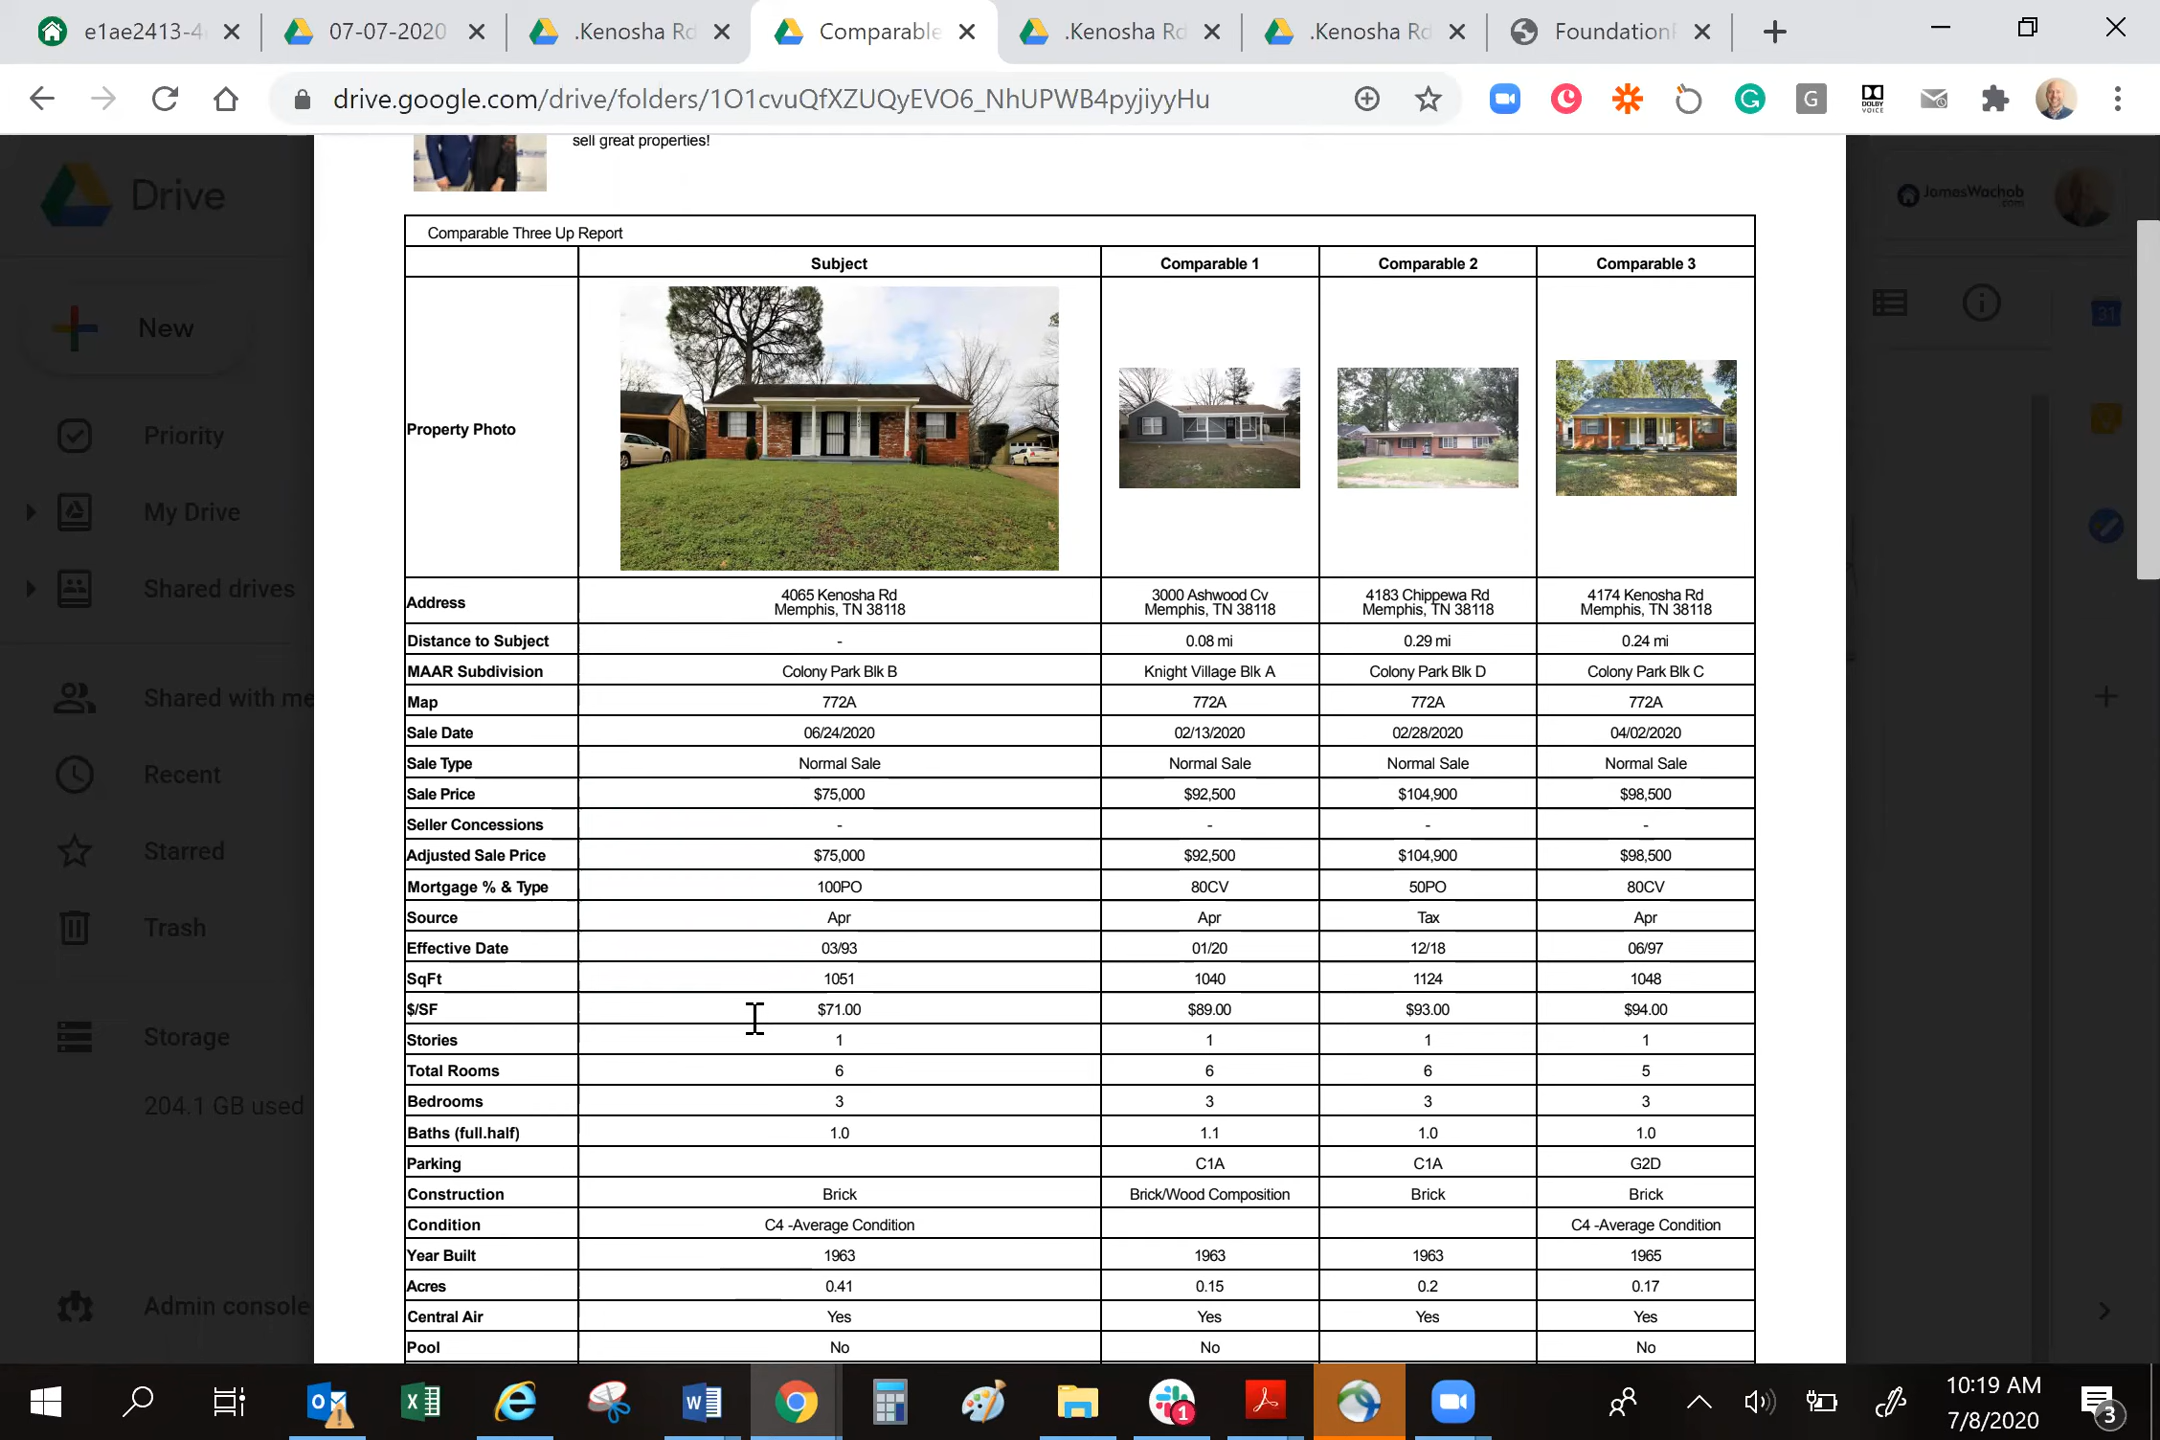 e1ae2413-4
07-07-2020
.Kenosha Rd
Comparable
.Kenosha Rd
.Kenosha Rd
Foundation
drive.google.com/drive/folders/1O1cvuQfXZUQyEVO6_NhUPWB4pyjiyyHu
sell great properties!
Drive
JamesWachob
.com
New
Priority
My Drive
Shared drives
Shared with me
Recent
Starred
Trash
Storage
204.1 GB used
Admin console
31
Comparable Three Up Report
Subject Comparable 1 Comparable 2 Comparable 3
Property Photo
Address 4065 Kenosha Rd 3000 Ashwood Cv 4183 Chippewa Rd 4174 Kenosha Rd
Memphis, TN 38118 Memphis, TN 38118 Memphis, TN 38118 Memphis, TN 38118
Distance to Subject - 0.08 mi 0.29 mi 0.24 mi
MAAR Subdivision Colony Park Blk B Knight Village Blk A Colony Park Blk D Colony Park Blk C
Map 772A 772A 772A 772A
Sale Date 06/24/2020 02/13/2020 02/28/2020 04/02/2020
Sale Type Normal Sale Normal Sale Normal Sale Normal Sale
Sale Price $75,000 $92,500 $104,900 $98,500
Seller Concessions - - - -
Adjusted Sale Price $75,000 $92,500 $104,900 $98,500
Mortgage % & Type 100PO 80CV 50PO 80CV
Source Apr Apr Tax Apr
Effective Date 03/93 01/20 12/18 06/97
SqFt 1051 1040 1124 1048
$/SF $71.00 $89.00 $93.00 $94.00
Stories 1 1 1 1
Total Rooms 6 6 6 5
Bedrooms 3 3 3 3
Baths (full.half) 1.0 1.1 1.0 1.0
Parking C1A C1A G2D
Construction Brick Brick/Wood Composition Brick Brick
Condition C4 -Average Condition C4 -Average Condition
Year Built 1963 1963 1963 1965
Acres 0.41 0.15 0.2 0.17
Central Air Yes Yes Yes Yes
Pool No No No
10:19 AM
7/8/2020
1
3